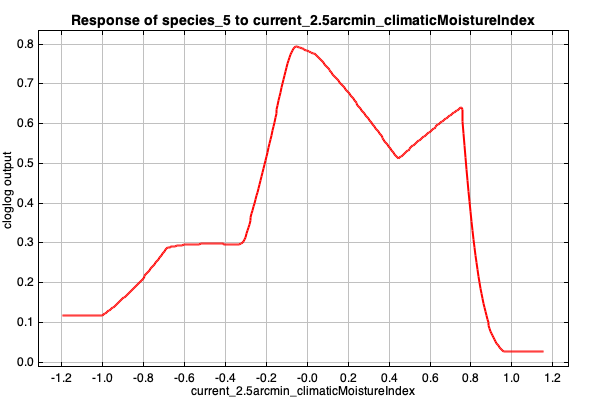 Response of species_5 to current_2.5arcmin_climaticMoistureIndex
0.8
0.7
0.6
0.5
0.4
0.3
0.2
0.1
0.0
cloglog output
-1.2 -1.0 -0.8 -0.6 -0.4 -0.2 -0.0 0.2 0.4 0.6 0.8 1.0 1.2
current_2.5arcmin_climaticMoistureIndex